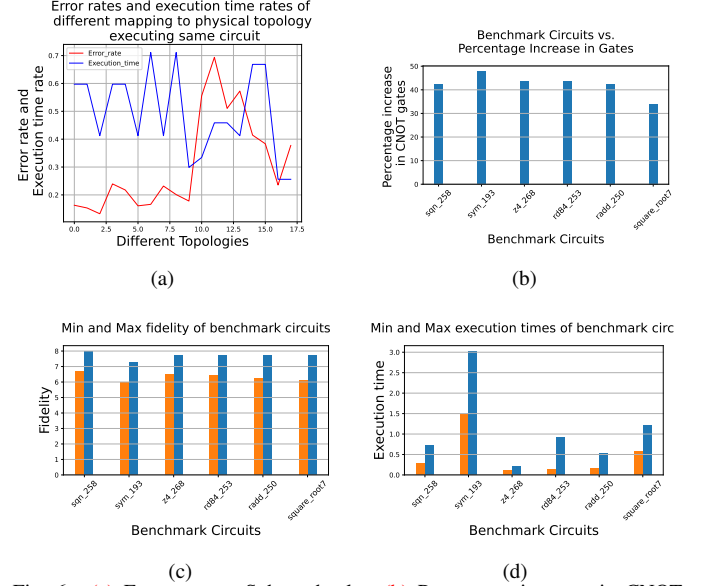 Error rates and execution time rates of
different mapping to physical topology
executing same circuit
Error_rate
Execution_time
Error rate and
Execution time rate
0.7
0.6
0.5
0.4
0.3
0.2
0.0 2.5 5.0 7.5 10.0 12.5 15.0 17.5
Different Topologies
(a)
Benchmark Circuits vs.
Percentage Increase in Gates
Percentage increase
in CNOT gates
50
40
30
20
10
0
sqn_258 sym_193 z4_268 rd84_253 radd_250 square_root7
Benchmark Circuits
(b)
Min and Max fidelity of benchmark circuits
Fidelity
8
7
6
5
4
3
2
1
0
sqn_258 sym_193 z4_268 rd84_253 radd_250 square_root7
Benchmark Circuits
(c)
Min and Max execution times of benchmark circ
Execution time
3.0
2.5
2.0
1.5
1.0
0.5
0.0
sqn_258 sym_193 z4_268 rd84_253 radd_250 square_root7
Benchmark Circuits
(d)